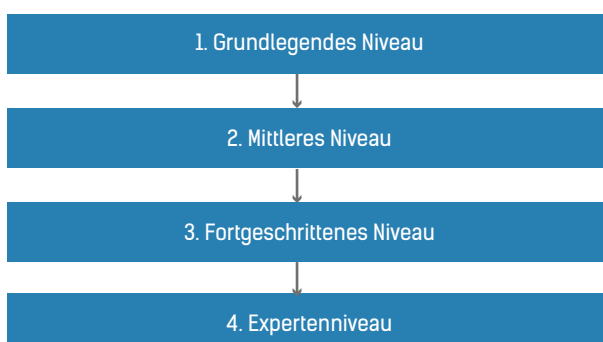 1. Grundlegendes Niveau
2. Mittleres Niveau
3. Fortgeschrittenes Niveau
4. Expertenniveau